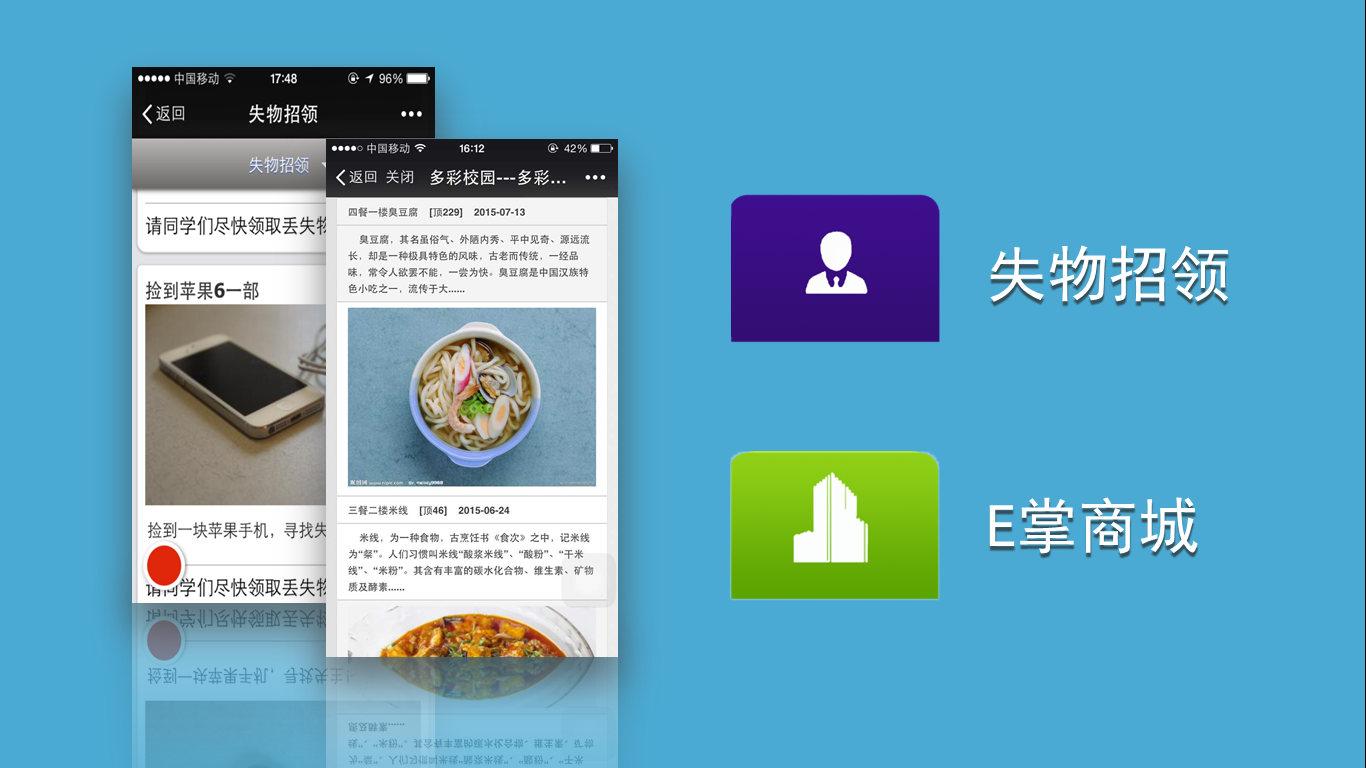 中国移动 17:48 96%
返回 失物招领
失物招领
请同学们尽快领取丢失物
捡到苹果6一部
捡到一块苹果手机，寻找失
请同学们尽快领取丢失物
中国移动 16:12 42%
返回 关闭 多彩校园---多彩...
四餐一楼臭豆腐 [顶229] 2015-07-13
臭豆腐，其名虽俗气、外陋内秀、平中见奇、源远流
长，却是一种极具特色的风味，古老而传统，一经品
味，常令人欲罢不能，一尝为快。臭豆腐是中国汉族特
色小吃之一，流传于大......
三餐二楼米线 [顶46] 2015-06-24
米线，为一种食物，古烹饪书《食次》之中，记米线
为“粲”。人们习惯叫米线“酸浆米线”、“酸粉”、“干米
线”、“米粉”。其含有丰富的碳水化合物、维生素、矿物
质及酵素......
失物招领
E掌商城